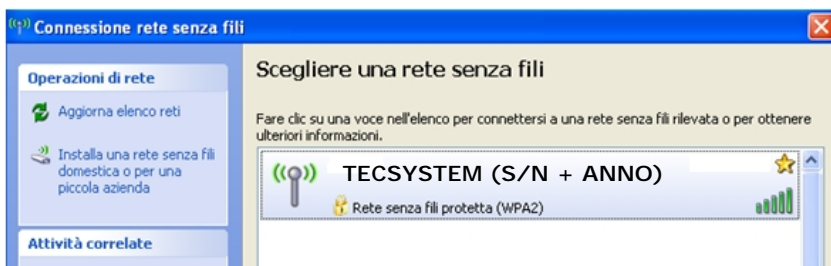 Connessione rete senza fili
Operazioni di rete
Aggiorna elenco reti
Installa una rete senza fili
domestica o per una
piccola azienda
Attività correlate
Scegliere una rete senza fili
Fare clic su una voce nell'elenco per connettersi a una rete senza fili rilevata o per ottenere
ulteriori informazioni.
TECSYSTEM (S/N + ANNO)
Rete senza fili protetta (WPA2)